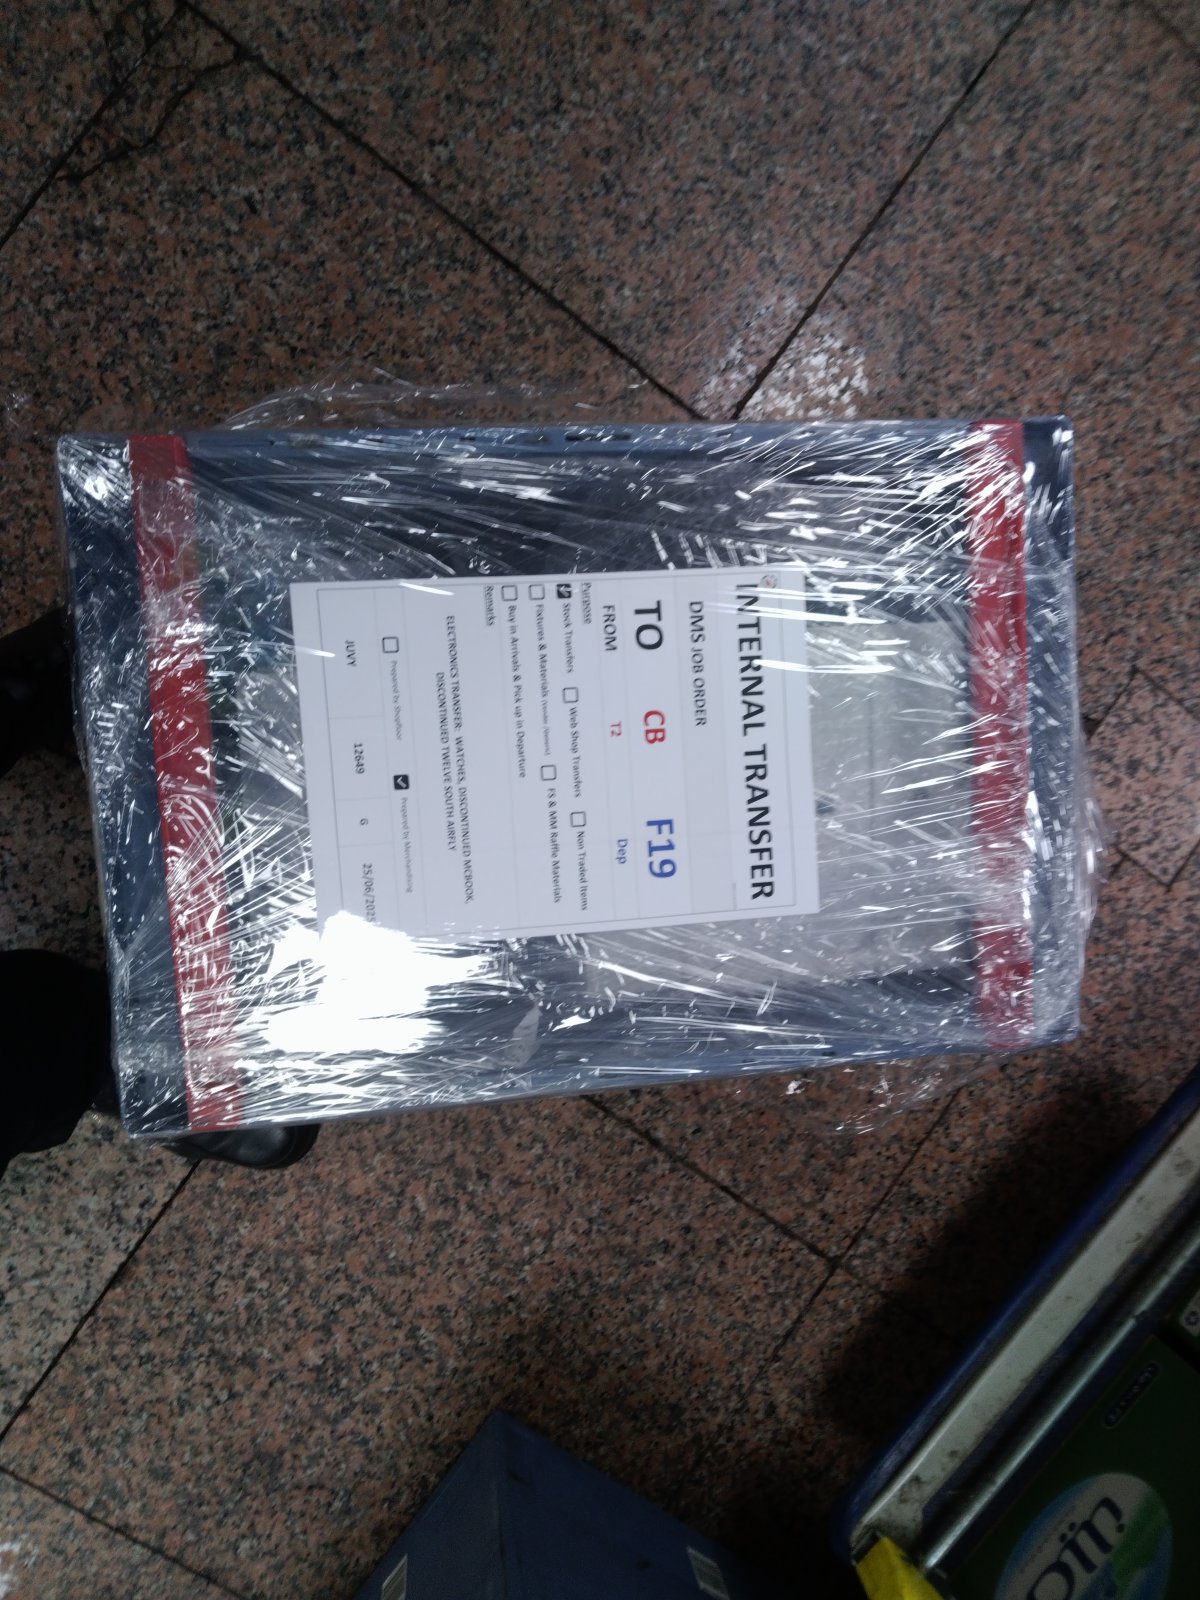 INTERNAL TRANSFER
DMS JOB ORDER
TO CB F19
FROM T2 Dep
Purpose
Stock Transfers Web Shop Transfers Non Traded Items
Fixtures & Materials FS & MM Raffle Materials
Buy in Arrivals & Pick up in Departure
Remarks
ELECTRONICS TRANSFER: WATCHES, DISCONTINUED MCBOOK,
DISCONTINUED TWELVE SOUTH AIRFLY
Prepared by Shopfloor Prepared by Merchandising
JUVY 12649 6 25/06/2025